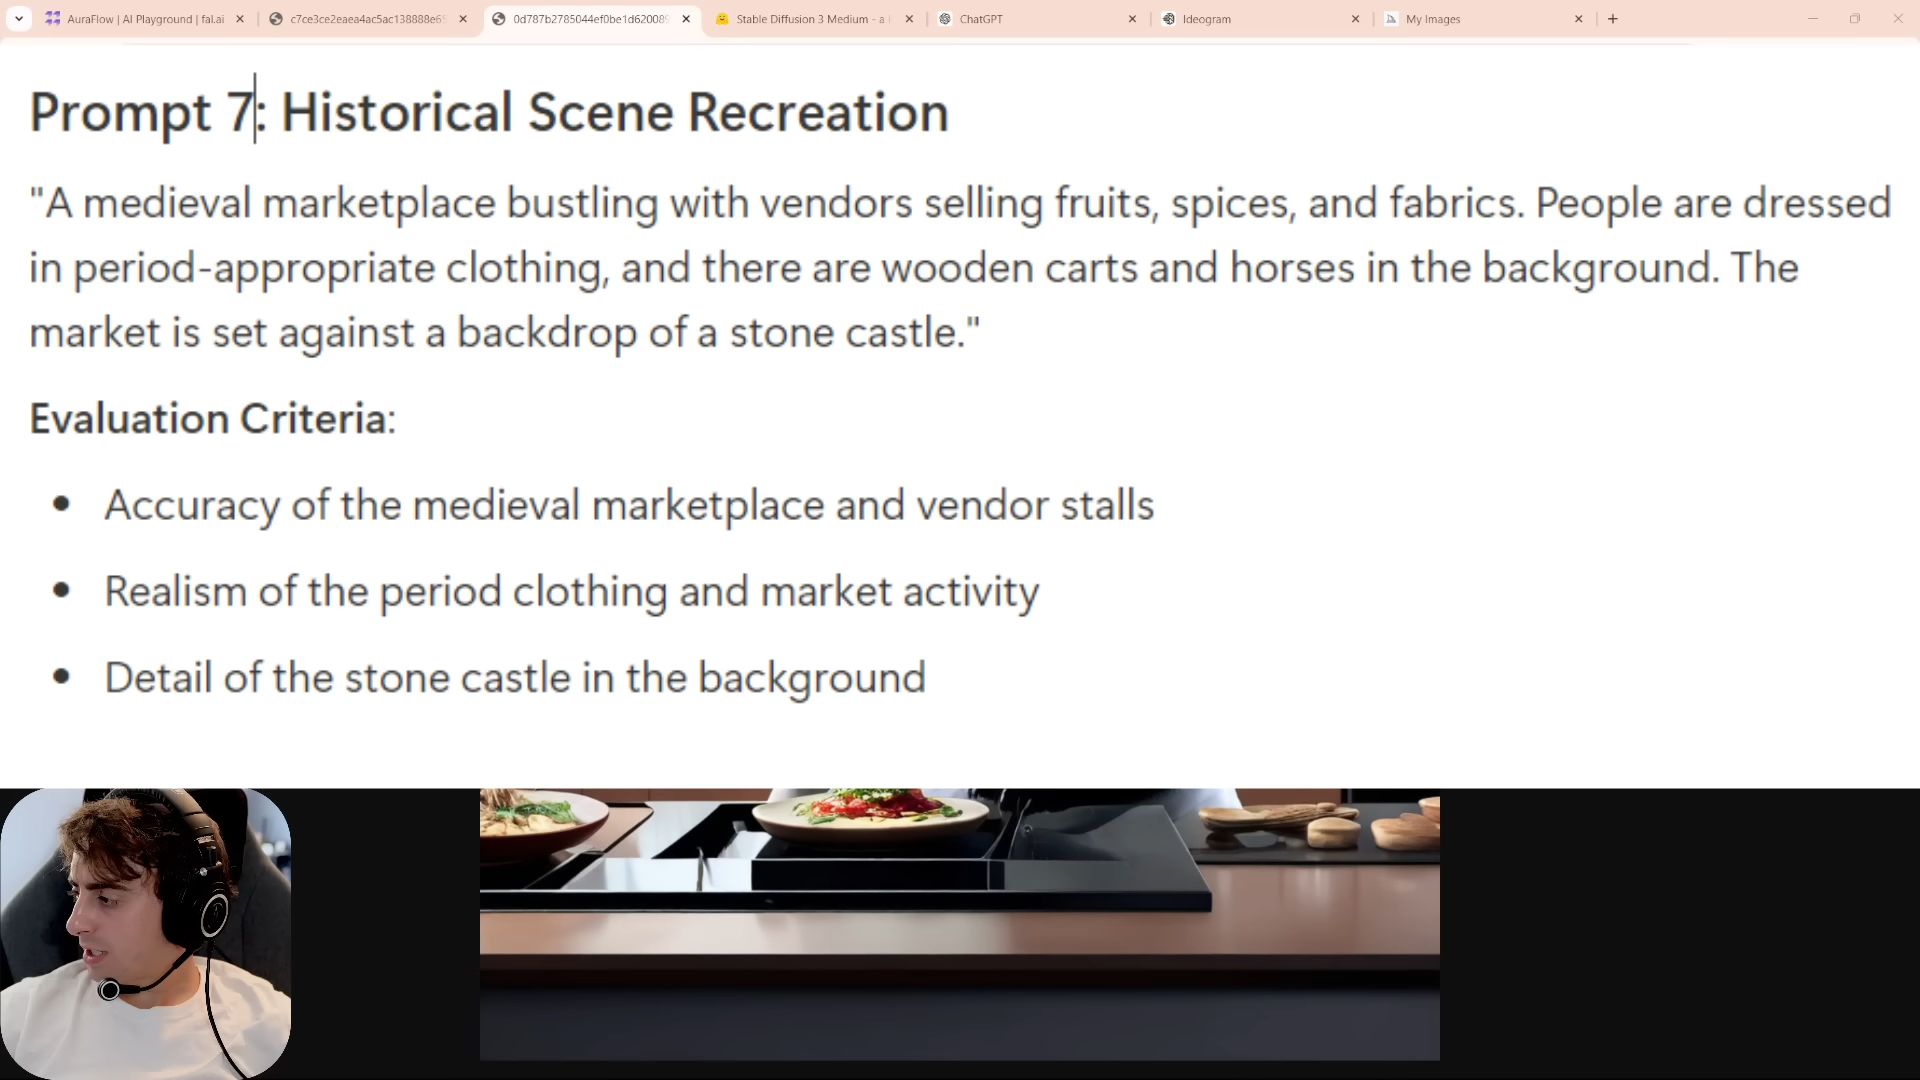 AuraFlow | AI Playground | fal.ai
c7ce3ce2eaea4ac5ac138888e6
0d787b2785044ef0be1d620089
Stable Diffusion 3 Medium - a
ChatGPT
Ideogram
My Images
Prompt 7: Historical Scene Recreation
"A medieval marketplace bustling with vendors selling fruits, spices, and fabrics. People are dressed
in period-appropriate clothing, and there are wooden carts and horses in the background. The
market is set against a backdrop of a stone castle."
Evaluation Criteria:
• Accuracy of the medieval marketplace and vendor stalls
• Realism of the period clothing and market activity
• Detail of the stone castle in the background